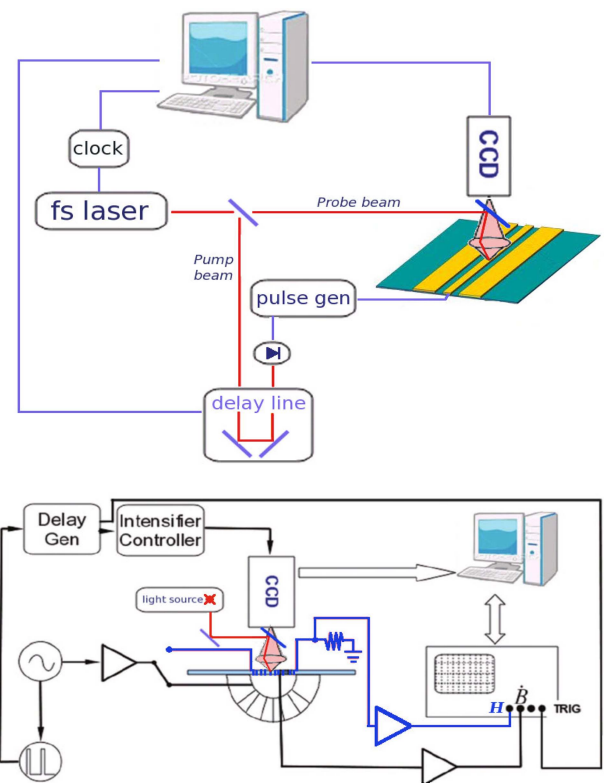 clock
CCD
fs laser
Probe beam
Pump
beam
pulse gen
delay line
Delay
Gen
Intensifier
Controller
CCD
light source
Ḃ
H
TRIG